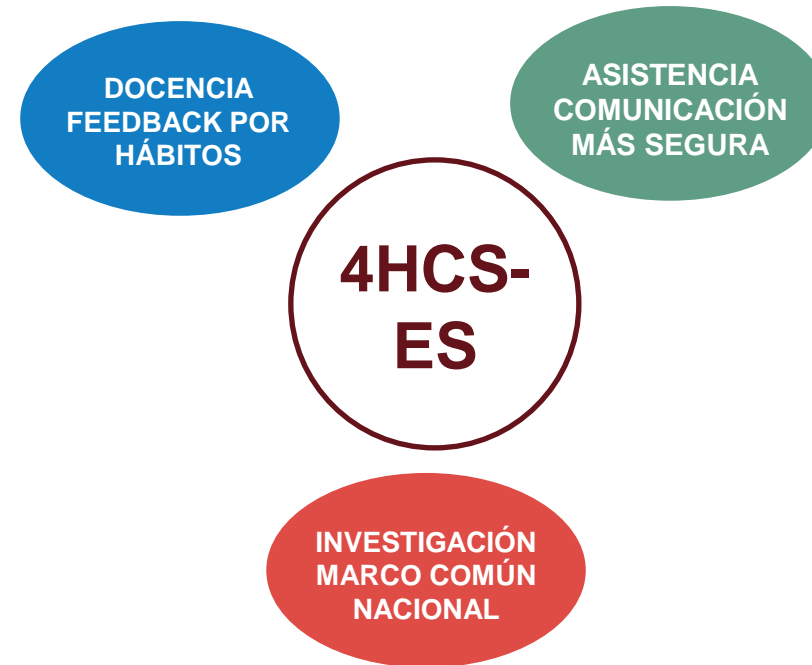 DOCENCIA
FEEDBACK POR
HÁBITOS
ASISTENCIA
COMUNICACIÓN
MÁS SEGURA
4HCS-
ES
INVESTIGACIÓN
MARCO COMÚN
NACIONAL